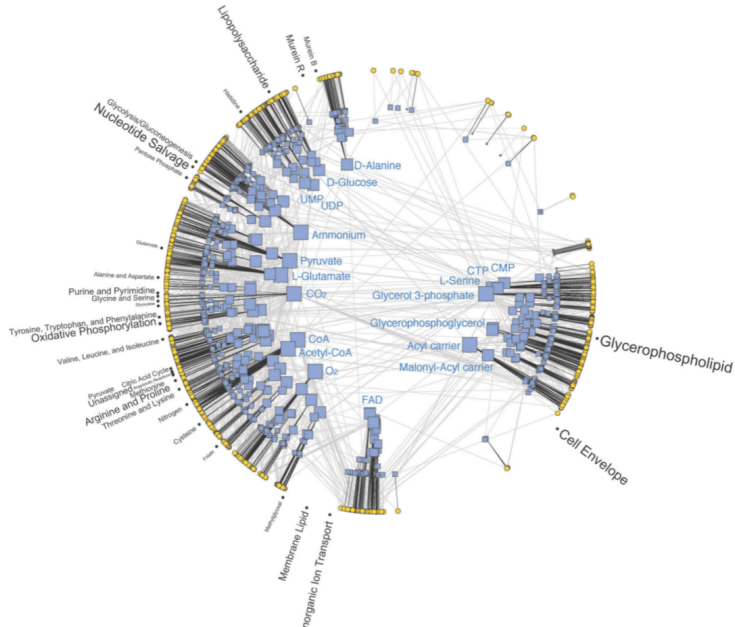 Lipopolysaccharide
Murein R
Murein B
Histidine
Glycolysis/Gluconeogenesis
Nucleotide Salvage
Pentose Phosphate
Glutamate
Alanine and Aspartate
Purine and Pyrimidine
Glycine and Serine
Tyrosine, Tryptophan, and Phenylalanine
Oxidative Phosphorylation
Valine, Leucine, and Isoleucine
Citric Acid Cycle
Pyruvate
Unassigned
Methionine
Arginine and Proline
Threonine and Lysine
Nitrogen
Cysteine
Folate
Methylglyoxal
Membrane Lipid
norganic Ion Transport
Cell Envelope
Glycerophospholipid
D-Alanine
D-Glucose
UMP
UDP
Ammonium
Pyruvate
L-Glutamate
CO₂
CoA
Acetyl-CoA
O₂
FAD
CTP
CMP
L-Serine
Glycerol 3-phosphate
Glycerophosphoglycerol
Acyl carrier
Malonyl-Acyl carrier